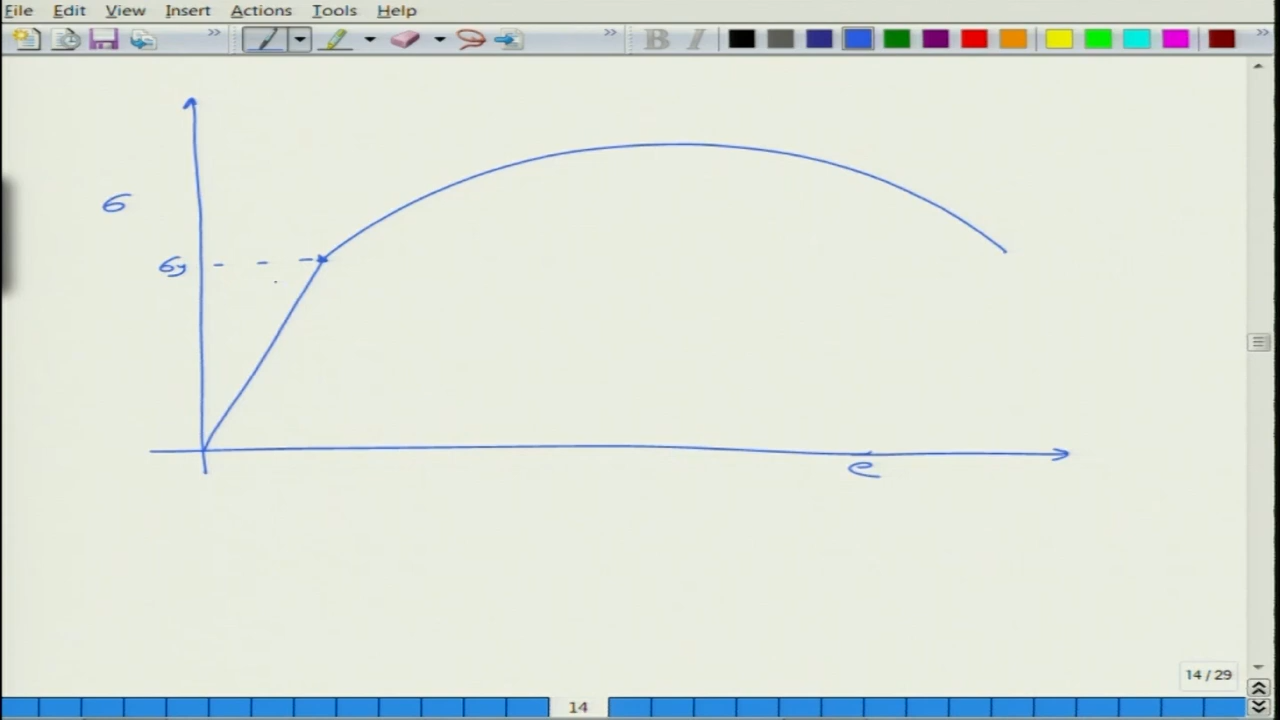 File Edit View Insert Actions Tools Help
B I
σ
σy
e
14 / 29
14